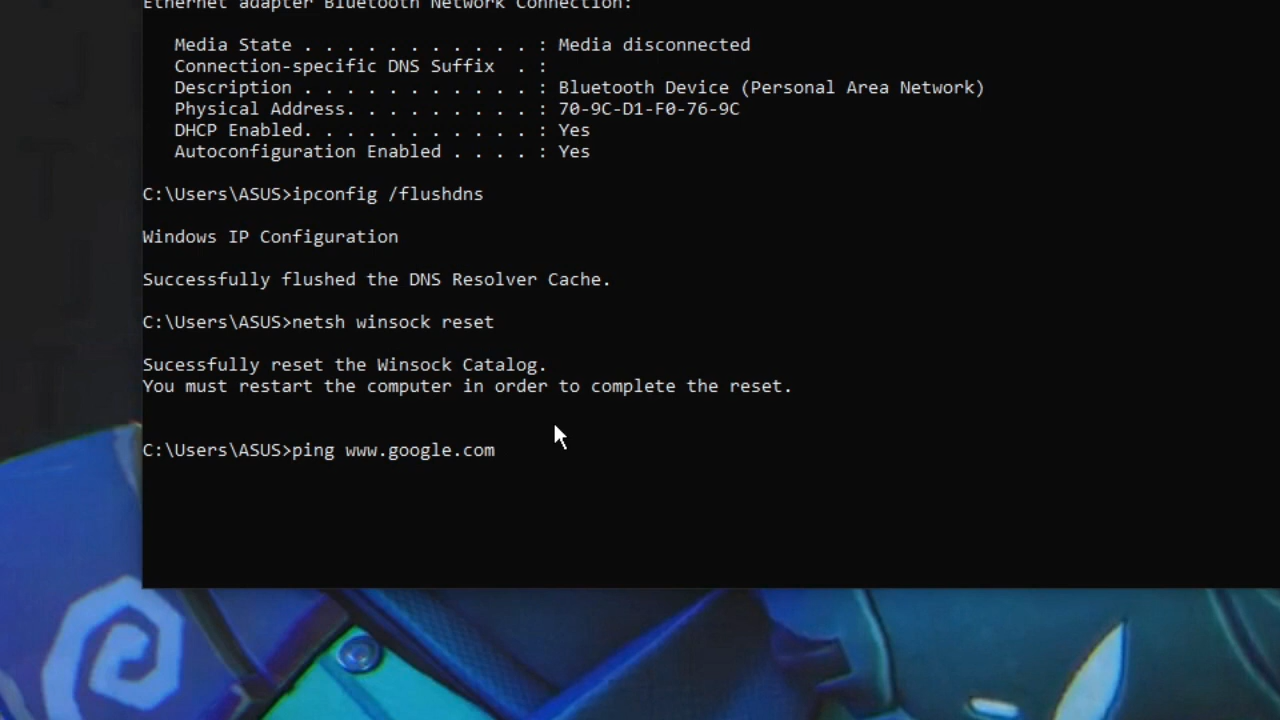 Ethernet adapter Bluetooth Network Connection:
Media State . . . . . . . . . . . : Media disconnected
Connection-specific DNS Suffix  . :
Description . . . . . . . . . . . : Bluetooth Device (Personal Area Network)
Physical Address. . . . . . . . . : 70-9C-D1-F0-76-9C
DHCP Enabled. . . . . . . . . . . : Yes
Autoconfiguration Enabled . . . . : Yes
C:\Users\ASUS>ipconfig /flushdns
Windows IP Configuration
Successfully flushed the DNS Resolver Cache.
C:\Users\ASUS>netsh winsock reset
Sucessfully reset the Winsock Catalog.
You must restart the computer in order to complete the reset.
C:\Users\ASUS>ping www.google.com